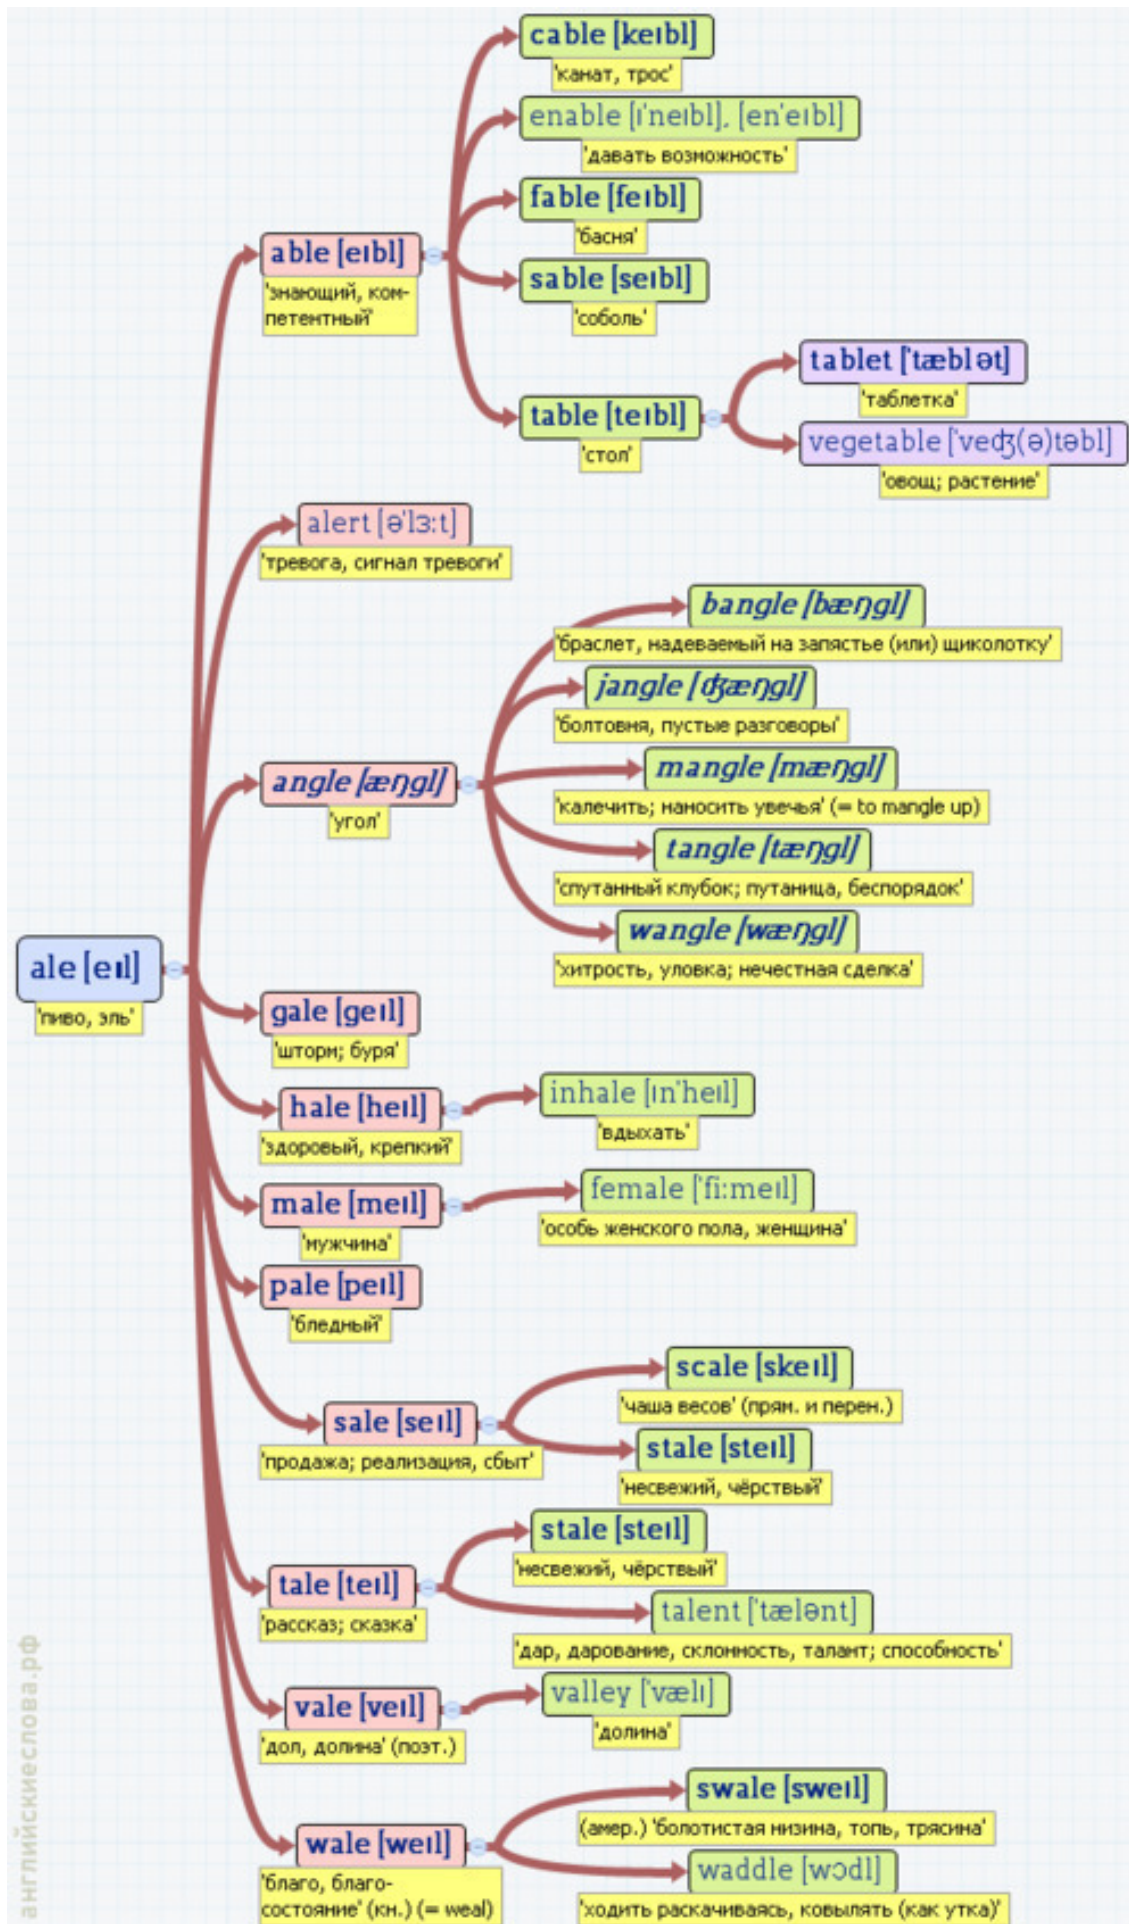 cable [keɪbl]
'канат, трос'
enable [ɪ'neɪbl], [en'eɪbl]
'давать возможность'
fable [feɪbl]
'басня'
able [eɪbl]
'знающий, ком-
петентный'
sable [seɪbl]
'соболь'
tablet ['tæblət]
'таблетка'
table [teɪbl]
'стол'
vegetable ['veʤ(ə)təbl]
'овощ; растение'
alert [ə'lɜ:t]
'тревога, сигнал тревоги'
bangle [bæŋgl]
'браслет, надеваемый на запястье (или) щиколотку'
jangle [ʤæŋgl]
'болтовня, пустые разговоры'
angle [æŋgl]
'угол'
mangle [mæŋgl]
'калечить; наносить увечья' (= to mangle up)
tangle [tæŋgl]
'спутанный клубок; путаница, беспорядок'
wangle [wæŋgl]
'хитрость, уловка; нечестная сделка'
ale [eɪl]
'пиво, эль'
gale [geɪl]
'шторм; буря'
hale [heɪl]
'здоровый, крепкий'
inhale [ɪn'heɪl]
'вдыхать'
male [meɪl]
'мужчина'
female ['fi:meɪl]
'особь женского пола, женщина'
pale [peɪl]
'бледный'
scale [skeɪl]
'чаша весов' (прям. и перен.)
sale [seɪl]
'продажа; реализация, сбыт'
stale [steɪl]
'несвежий, чёрствый'
stale [steɪl]
'несвежий, чёрствый'
tale [teɪl]
'рассказ; сказка'
talent ['tælənt]
'дар, дарование, склонность, талант; способность'
vale [veɪl]
'дол, долина' (поэт.)
valley ['vælɪ]
'долина'
swale [sweɪl]
(амер.) 'болотистая низина, топь, трясина'
wale [weɪl]
'благо, благо-
состояние' (кн.) (= weal)
waddle [wɔdl]
'ходить раскачиваясь, ковылять (как утка)'
английскиеслова.рф